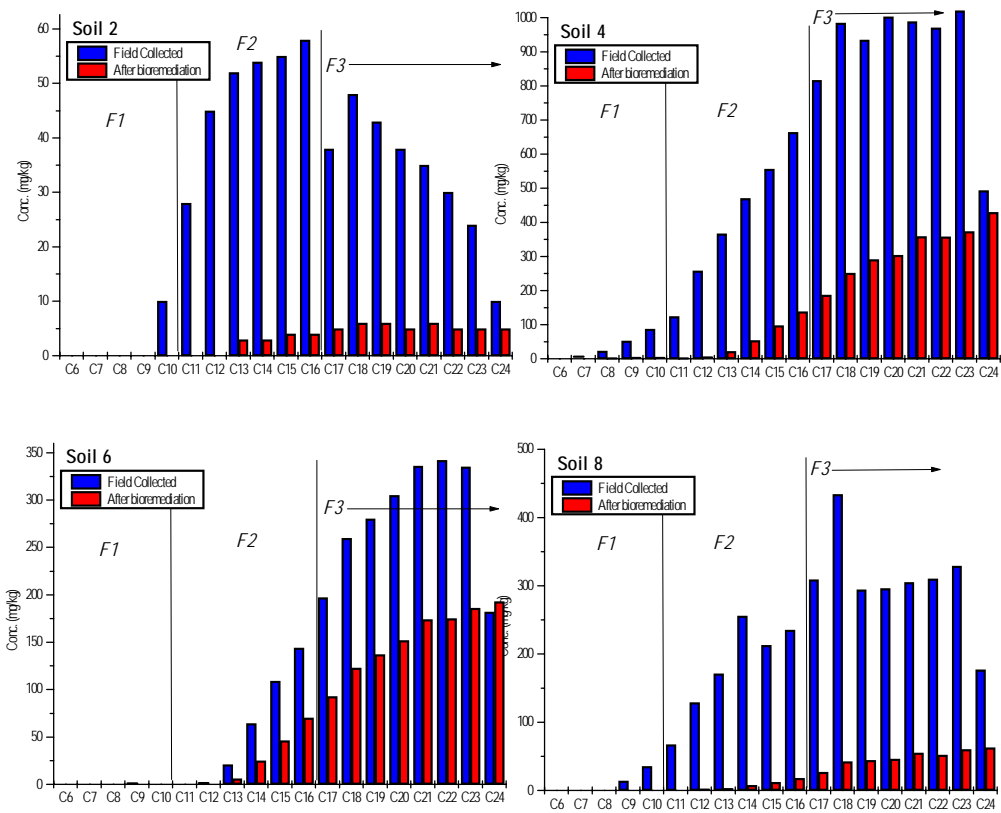 Soil 2
Field Collected
After bioremediation
F1
F2
F3
Conc. (mg/kg)
60
50
40
30
20
10
0
C6 C7 C8 C9 C10 C11 C12 C13 C14 C15 C16 C17 C18 C19 C20 C21 C22 C23 C24
Soil 4
Field Collected
After bioremediation
F1
F2
F3
Conc. (mg/kg)
1000
900
800
700
600
500
400
300
200
100
0
C6 C7 C8 C9 C10 C11 C12 C13 C14 C15 C16 C17 C18 C19 C20 C21 C22 C23 C24
Soil 6
Field Collected
After bioremediation
F1
F2
F3
Conc. (mg/kg)
350
300
250
200
150
100
50
0
C6 C7 C8 C9 C10 C11 C12 C13 C14 C15 C16 C17 C18 C19 C20 C21 C22 C23 C24
Soil 8
Field Collected
After bioremediation
F1
F2
F3
Conc. (mg/kg)
500
400
300
200
100
0
C6 C7 C8 C9 C10 C11 C12 C13 C14 C15 C16 C17 C18 C19 C20 C21 C22 C23 C24